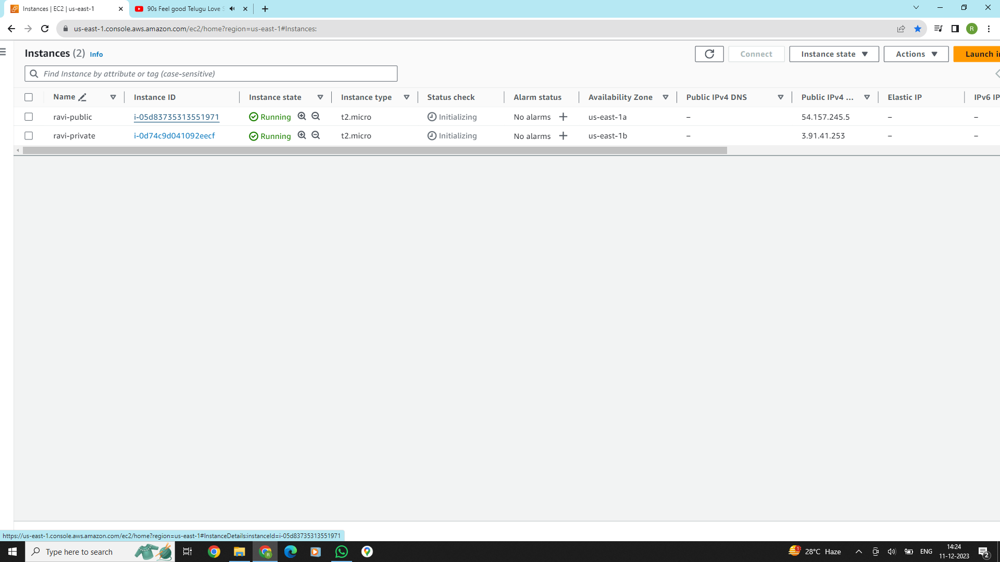 Instances | EC2 | us-east-1
90s Feel good Telugu Love S
us-east-1.console.aws.amazon.com/ec2/home?region=us-east-1#Instances:
R
Instances (2) Info
Connect
Instance state
Actions
Launch in
Find Instance by attribute or tag (case-sensitive)
Name Instance ID Instance state Instance type Status check Alarm status Availability Zone Public IPv4 DNS Public IPv4 ... Elastic IP IPv6 IP
ravi-public i-05d83735313551971 Running t2.micro Initializing No alarms + us-east-1a – 54.157.245.5 – –
ravi-private i-0d74c9d041092eecf Running t2.micro Initializing No alarms + us-east-1b – 3.91.41.253 – –
https://us-east-1.console.aws.amazon.com/ec2/home?region=us-east-1#InstanceDetails:instanceId=i-05d83735313551971
Type here to search
R
1
28°C Haze
ENG
14:24
11-12-2023
2